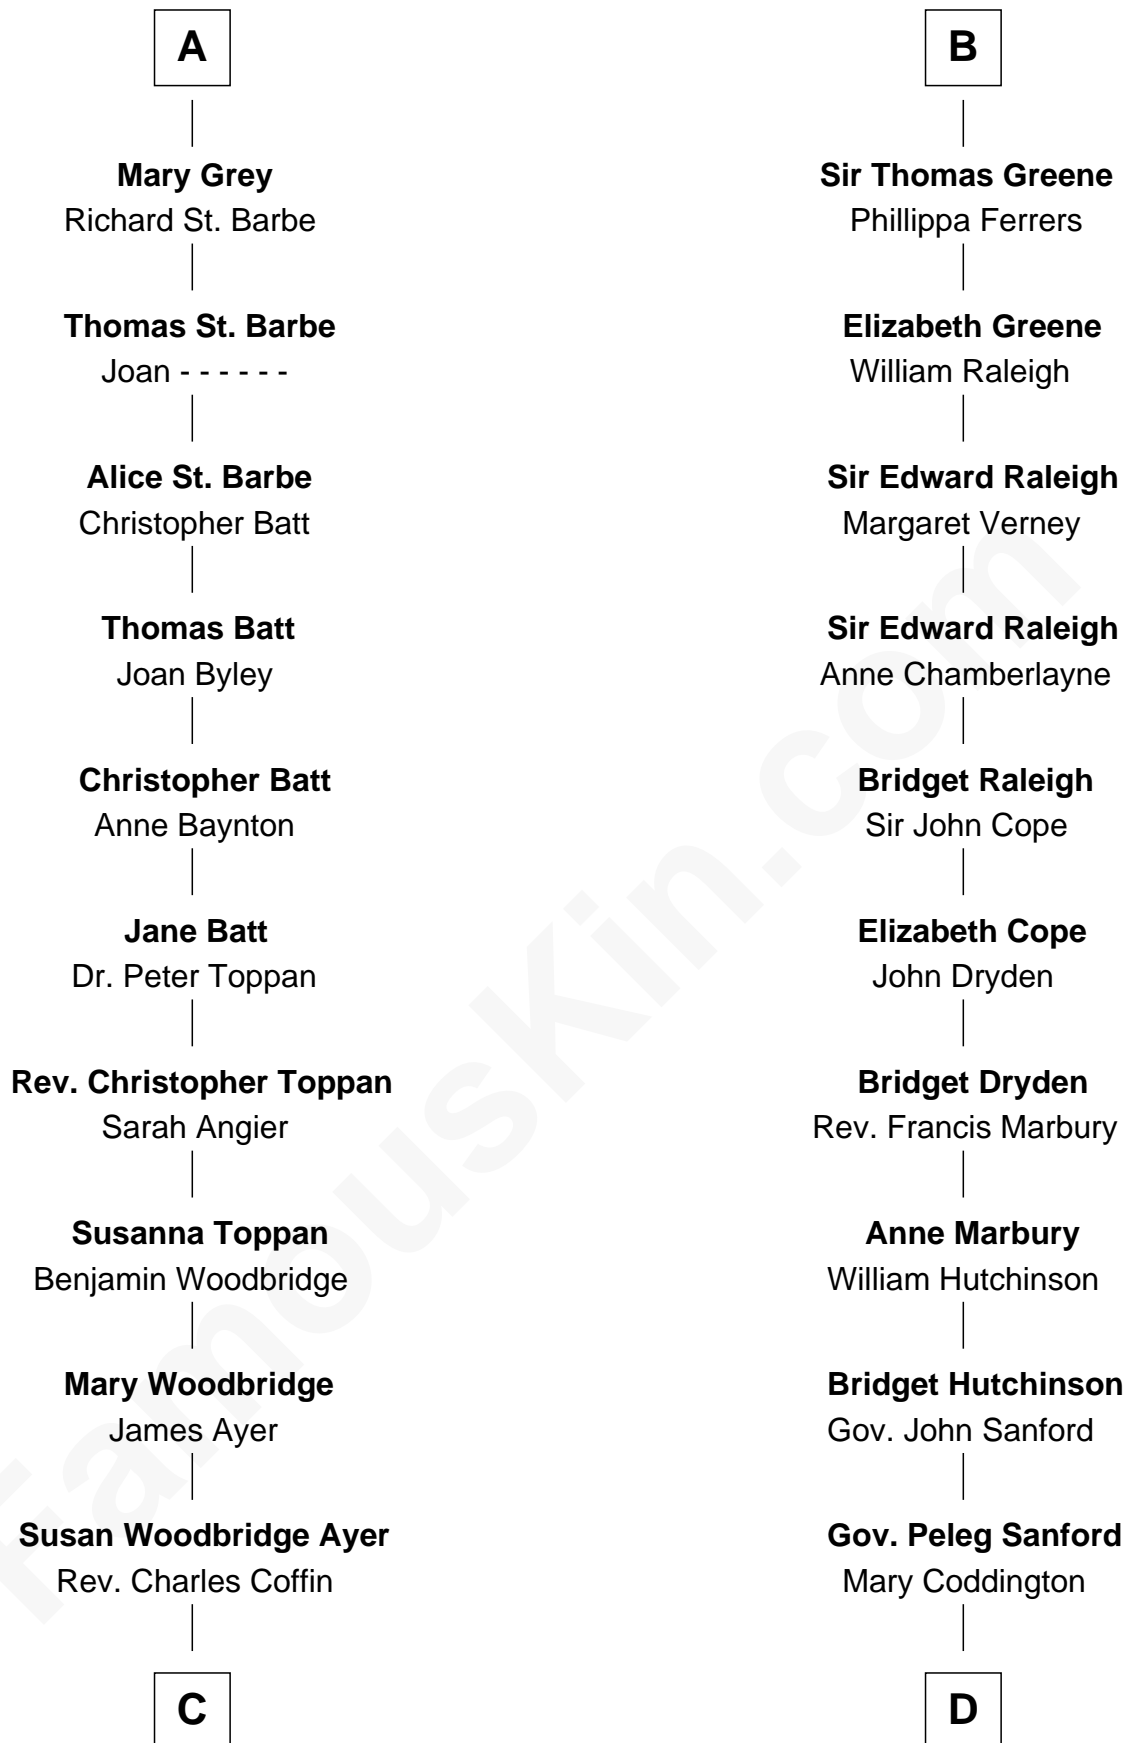 A
Mary Grey
Richard St. Barbe
Thomas St. Barbe
Joan - - - - - -
Alice St. Barbe
Christopher Batt
Thomas Batt
Joan Byley
Christopher Batt
Anne Baynton
Jane Batt
Dr. Peter Toppan
Rev. Christopher Toppan
Sarah Angier
Susanna Toppan
Benjamin Woodbridge
Mary Woodbridge
James Ayer
Susan Woodbridge Ayer
Rev. Charles Coffin
C
B
Sir Thomas Greene
Phillippa Ferrers
Elizabeth Greene
William Raleigh
Sir Edward Raleigh
Margaret Verney
Sir Edward Raleigh
Anne Chamberlayne
Bridget Raleigh
Sir John Cope
Elizabeth Cope
John Dryden
Bridget Dryden
Rev. Francis Marbury
Anne Marbury
William Hutchinson
Bridget Hutchinson
Gov. John Sanford
Gov. Peleg Sanford
Mary Coddington
D
FamousKin.com